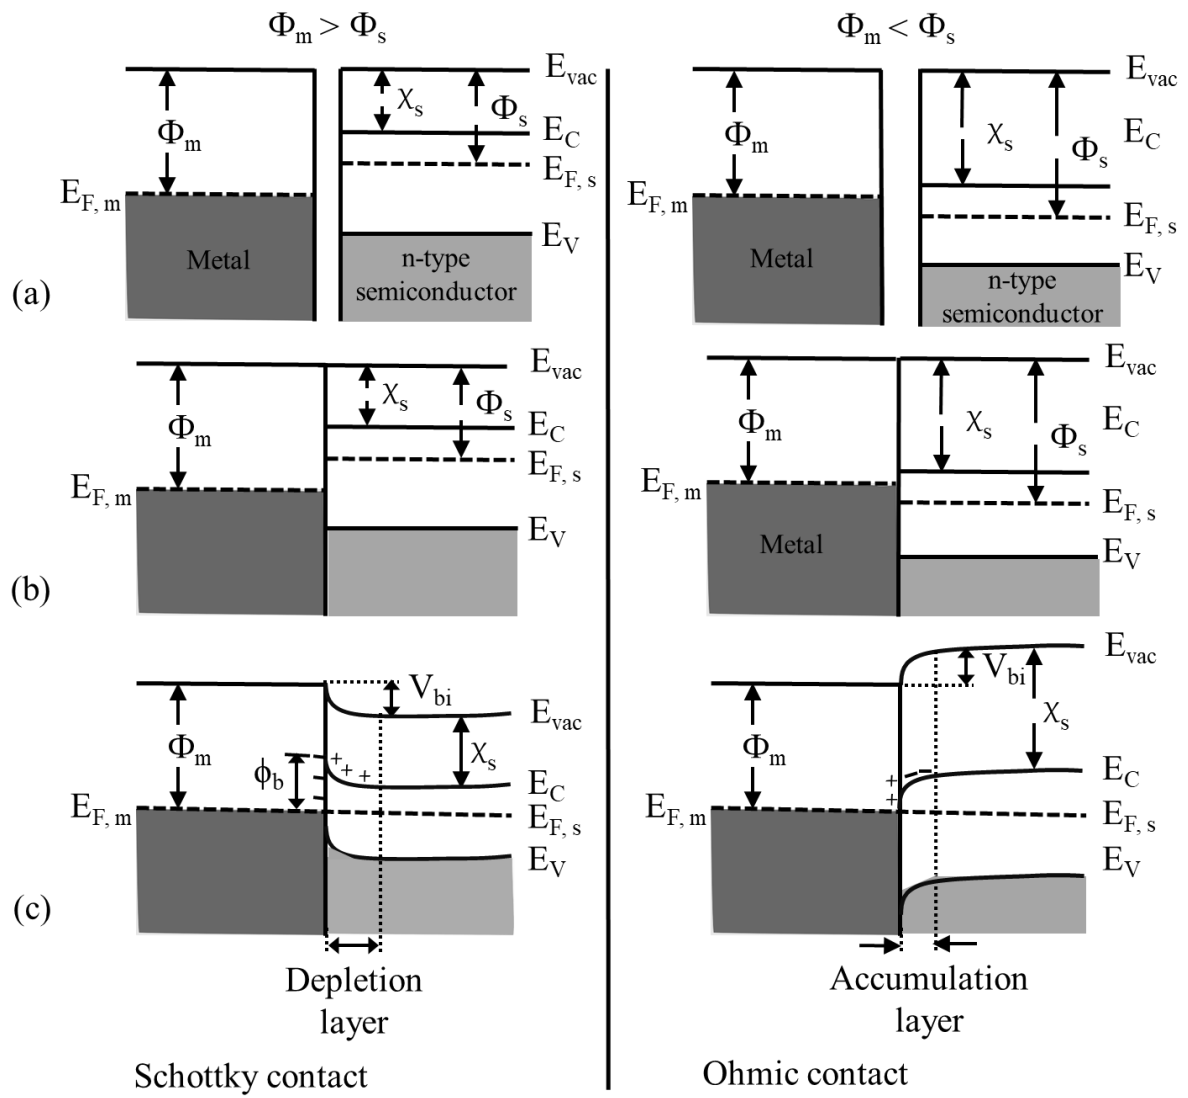 Φm > Φs
Φm < Φs
(a)
Evac
χs
Φs
Φm
EC
EF, s
EF, m
EV
Metal
n-type
semiconductor
Evac
χs
Φm
EC
Φs
EF, m
EF, s
EV
Metal
n-type
semiconductor
(b)
Evac
χs
Φs
Φm
EC
EF, s
EF, m
EV
Evac
χs
Φm
EC
Φs
EF, m
EF, s
Metal
EV
(c)
Vbi
Evac
Φm
χs
+
+
+
ϕb
EC
EF, m
EF, s
EV
Depletion
layer
Schottky contact
Evac
Vbi
χs
Φm
+
+
EC
EF, m
EF, s
EV
Accumulation
layer
Ohmic contact